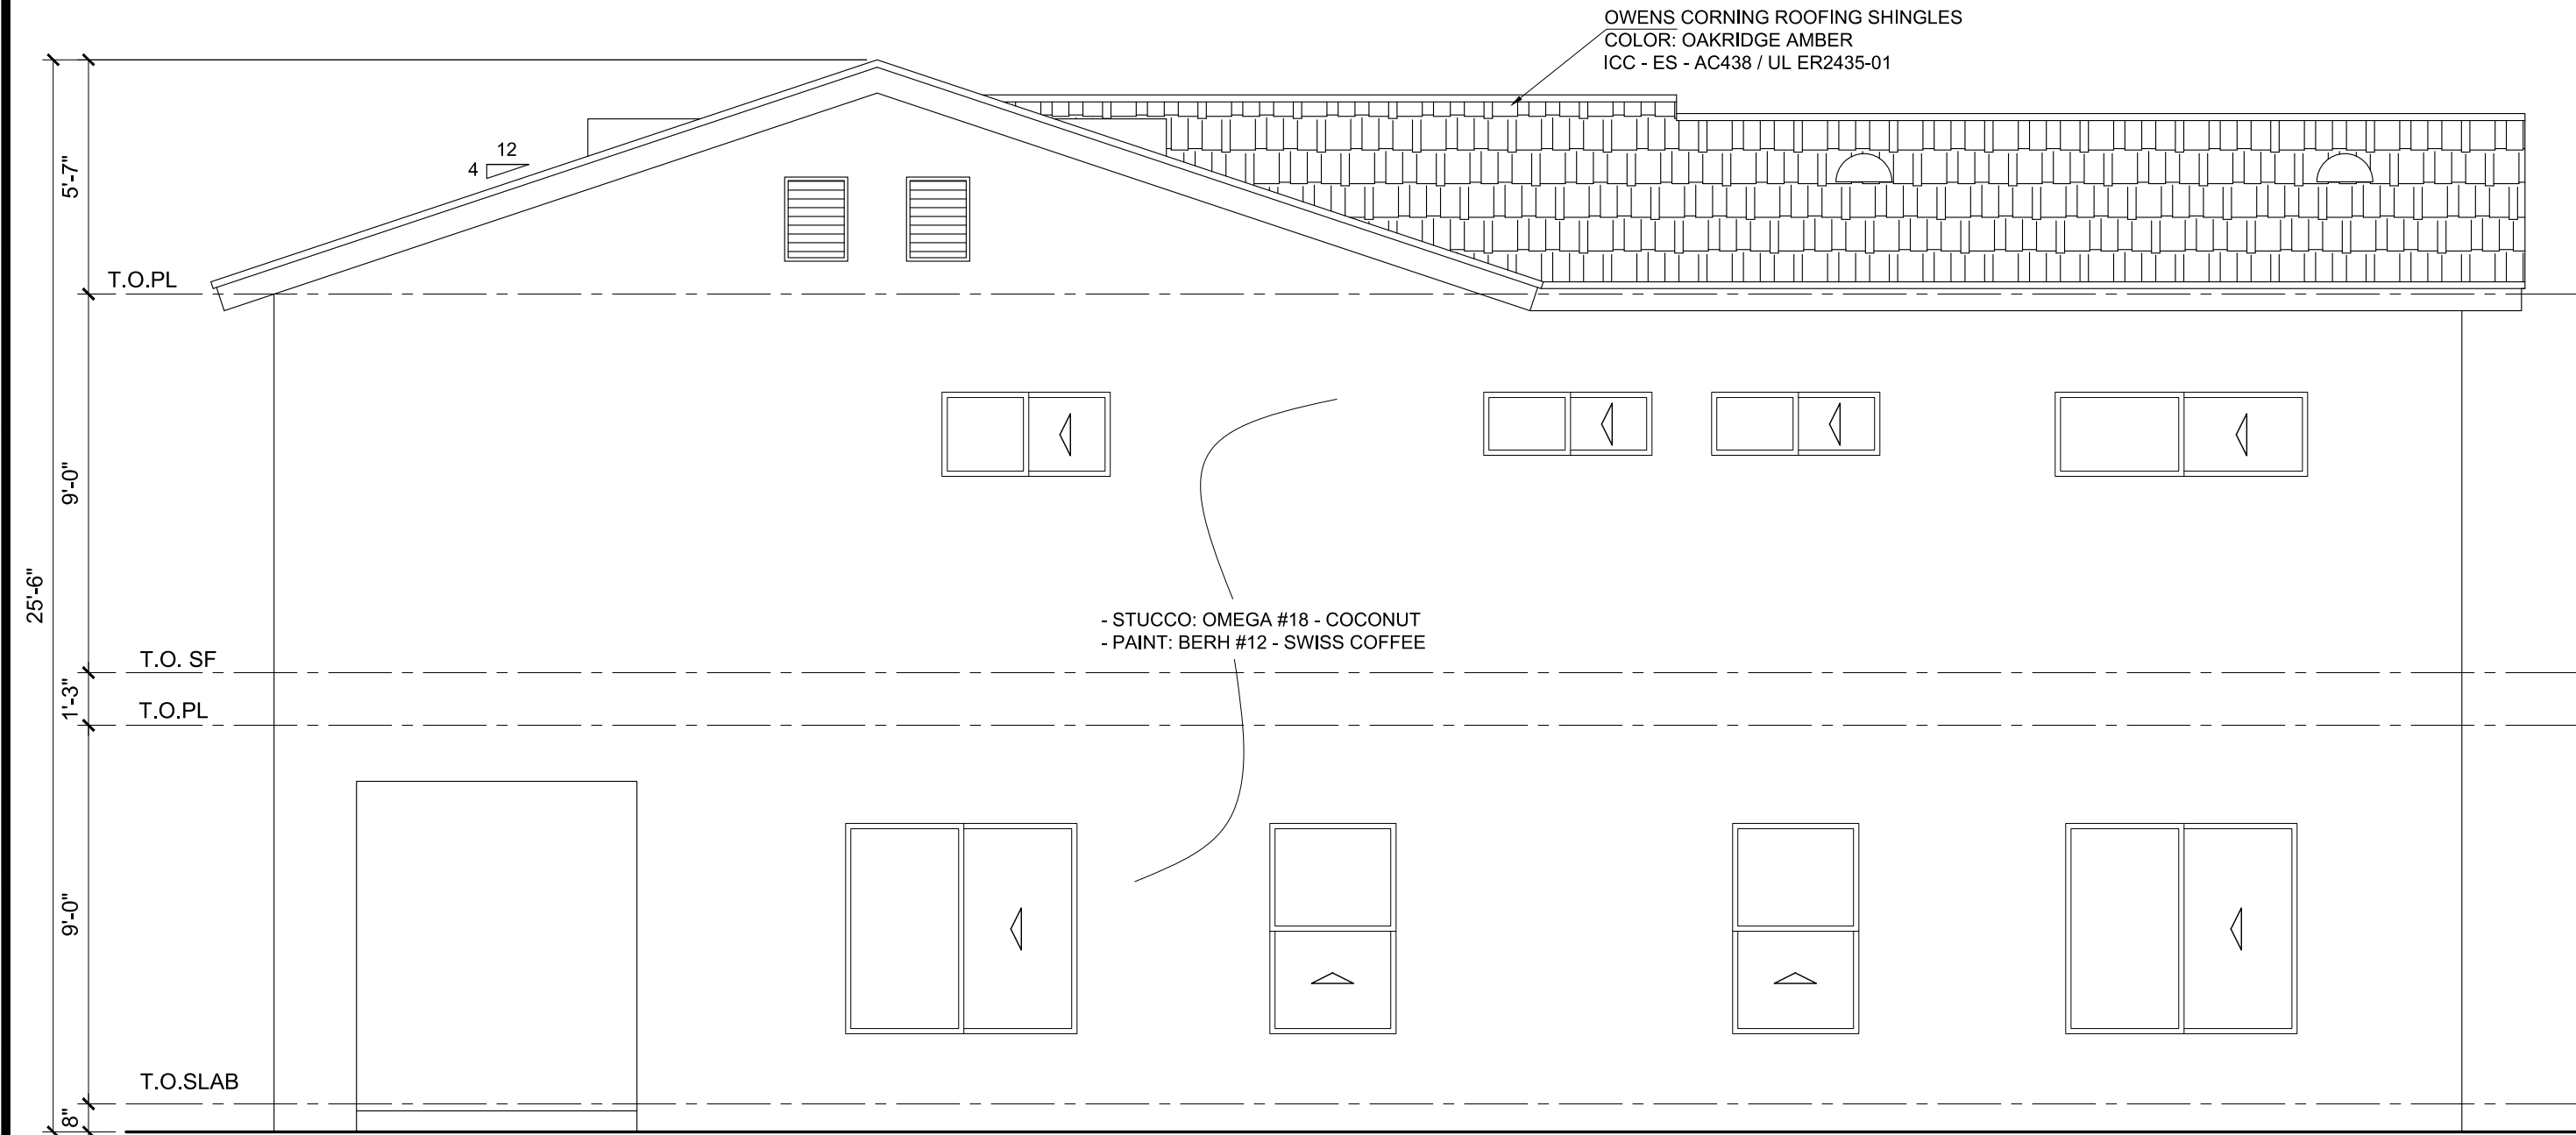 OWENS CORNING ROOFING SHINGLES
COLOR: OAKRIDGE AMBER
ICC - ES - AC438 / UL ER2435-01
12
4
5'-7"
T.O.PL
9'-0"
25'-6"
- STUCCO: OMEGA #18 - COCONUT
- PAINT: BERH #12 - SWISS COFFEE
T.O. SF
1'-3"
T.O.PL
9'-0"
T.O.SLAB
8"